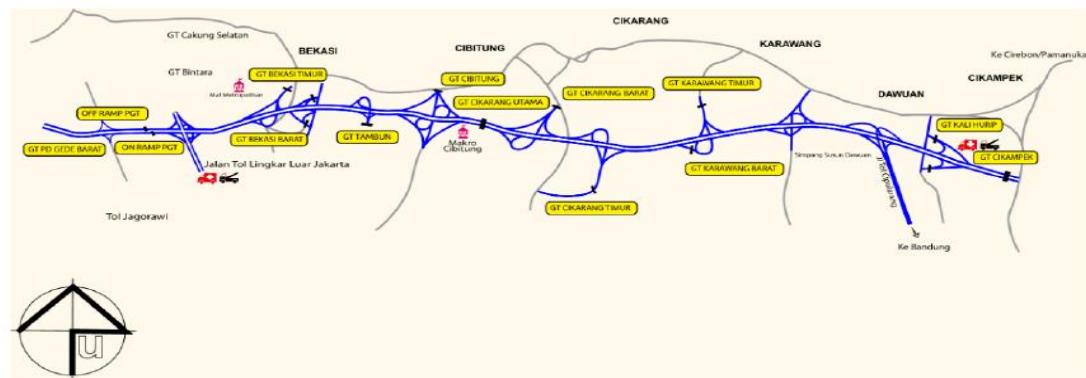 CIKARANG
GT Cakung Selatan
BEKASI
CIBITUNG
KARAWANG
Ke Cirebon/Pamanuka
GT Bintara
GT BEKASI TIMUR
GT CIBITUNG
GT KARAWANG TIMUR
CIKAMPEK
Mall Metropolitan
GT CIKARANG UTAMA
GT CIKARANG BARAT
DAWUAN
OFF RAMP PGT
GT KALI HURIP
GT PD GEDE BARAT
ON RAMP PGT
GT BEKASI BARAT
GT TAMBUN
Makro
Cibitung
Simpang Susun Dawuan
GT CIKAMPEK
Jalan Tol Lingkar Luar Jakarta
GT KARAWANG BARAT
Tol Jagorawi
GT CIKARANG TIMUR
Ke Bandung
u